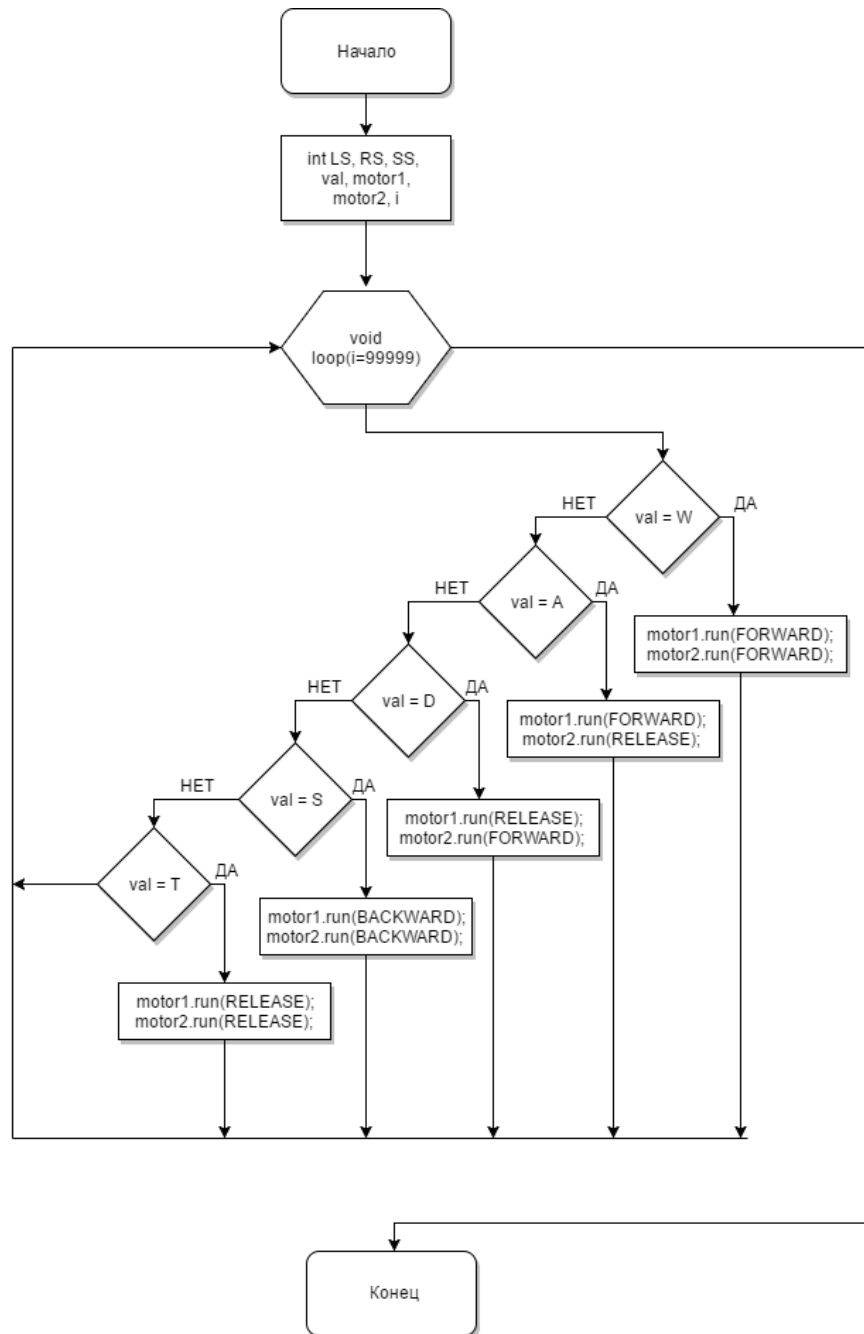 Начало
int LS, RS, SS,
val, motor1,
motor2, i
void
loop(i=99999)
val = W
НЕТ
ДА
val = A
НЕТ
ДА
motor1.run(FORWARD);
motor2.run(FORWARD);
val = D
НЕТ
ДА
motor1.run(FORWARD);
motor2.run(RELEASE);
val = S
НЕТ
ДА
motor1.run(RELEASE);
motor2.run(FORWARD);
val = T
ДА
motor1.run(BACKWARD);
motor2.run(BACKWARD);
motor1.run(RELEASE);
motor2.run(RELEASE);
Конец